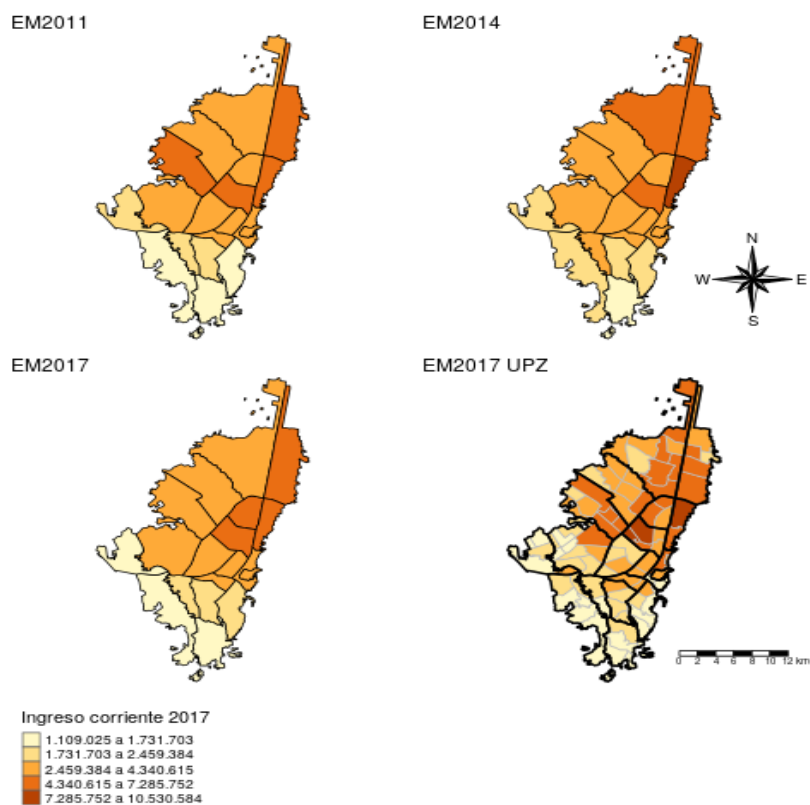 EM2011
EM2014
N
W E
S
EM2017
EM2017 UPZ
0 2 4 6 8 10 12 km
Ingreso corriente 2017
1.109.025 a 1.731.703
1.731.703 a 2.459.384
2.459.384 a 4.340.615
4.340.615 a 7.285.752
7.285.752 a 10.530.584